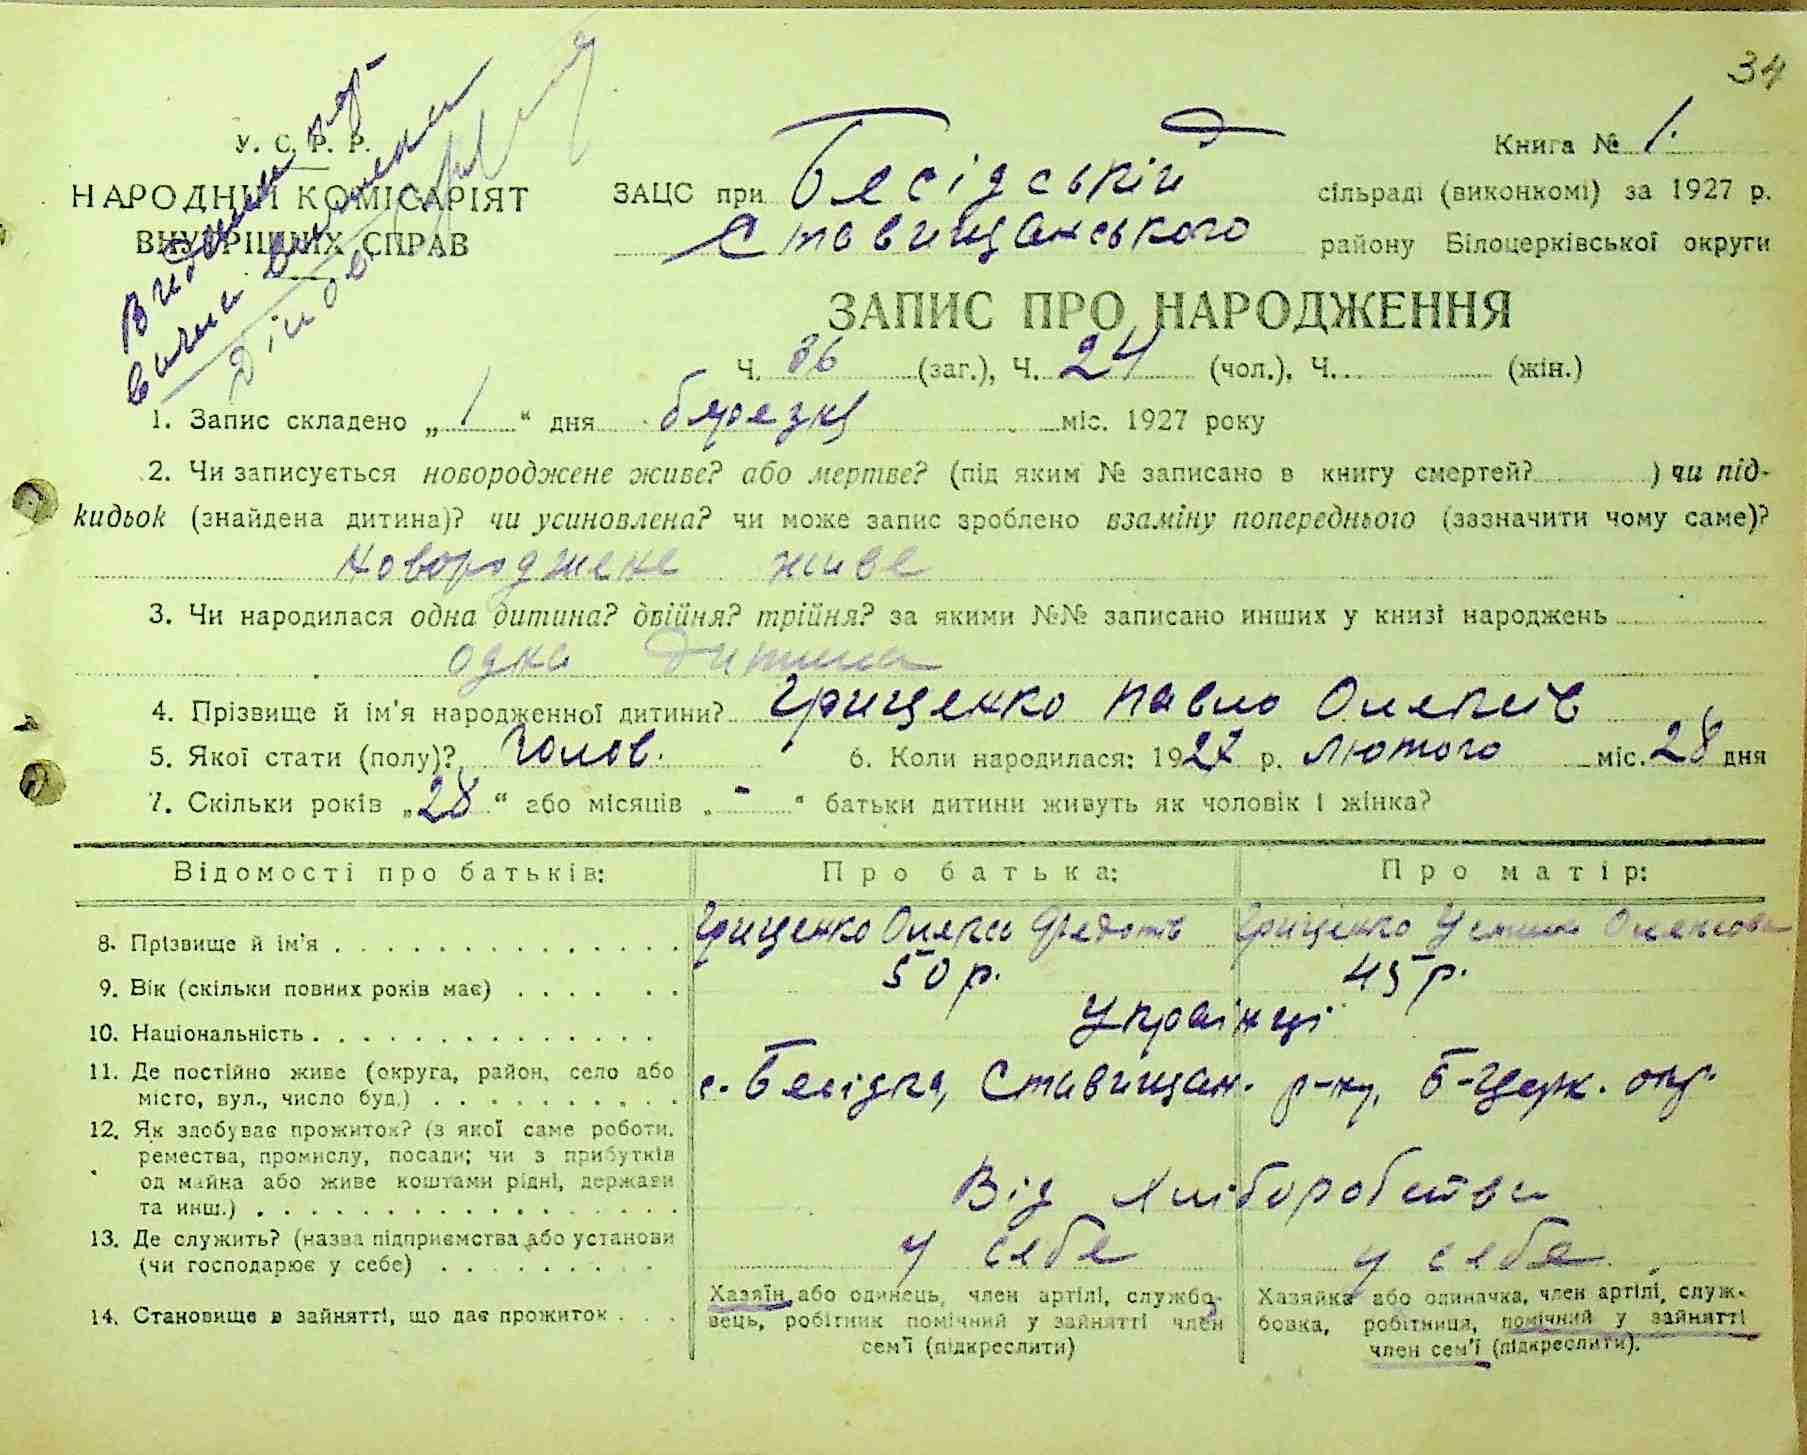 34
У. С. Р. Р.
НАРОДНИЙ КОМІСАРІЯТ
ВНУТРІШНІХ СПРАВ
Книга № 1.
ЗАЦС при Бесідській сільраді (виконкомі) за 1927 р.
Ставищанського району Білоцерківської округи
ЗАПИС ПРО НАРОДЖЕННЯ
Ч. 36 (заг.), Ч. 24 (чол.), Ч. (жін.)
1. Запис складено „ 1 “ дня березня міс. 1927 року
2. Чи записується новороджене живе? або мертве? (під яким № записано в книгу смертей? ) чи під-
кидьок (знайдена дитина)? чи усиновлена? чи може запис зроблено взаміну попереднього (зазначити чому саме)?
Новороджене живе
3. Чи народилася одна дитина? двійня? трійня? за якими №№ записано инших у книзі народжень
одна дитина
4. Прізвище й ім'я народженної дитини? Грищенко Павло Олексіїв
5. Якої стати (полу)? Чолов. 6. Коли народилася: 1927 р. Лютого міс. 28 дня
7. Скільки років „ 28 “ або місяців „ - “ батьки дитини живуть як чоловік і жінка?
Відомості про батьків: Про батька: Про матір:
8. Прізвище й ім'я Грищенко Олекса Федотів Грищенко Олексієва
9. Вік (скільки повних років має) 50 р. 45 р.
10. Національність Українці
11. Де постійно живе (округа, район, село або
місто, вул., число буд.) с. Бесідка, Ставищан. р-ну, Б-Церк. окр.
12. Як здобуває прожиток? (з якої саме роботи,
ремества, промислу, посади; чи з прибутків
од майна або живе коштами рідні, держави
та инш.) Від хліборобства
13. Де служить? (назва підприємства або установи
(чи господарює у себе) у себе у себе
14. Становище в зайнятті, що дає прожиток
Хазяїн або одинець, член артілі, службо-
вець, робітник помічний у зайнятті член
сем'ї (підкреслити)
Хазяйка або одиначка, член артілі, служ-
бовка, робітниця, помічний у зайнятті
член сем'ї (підкреслити).